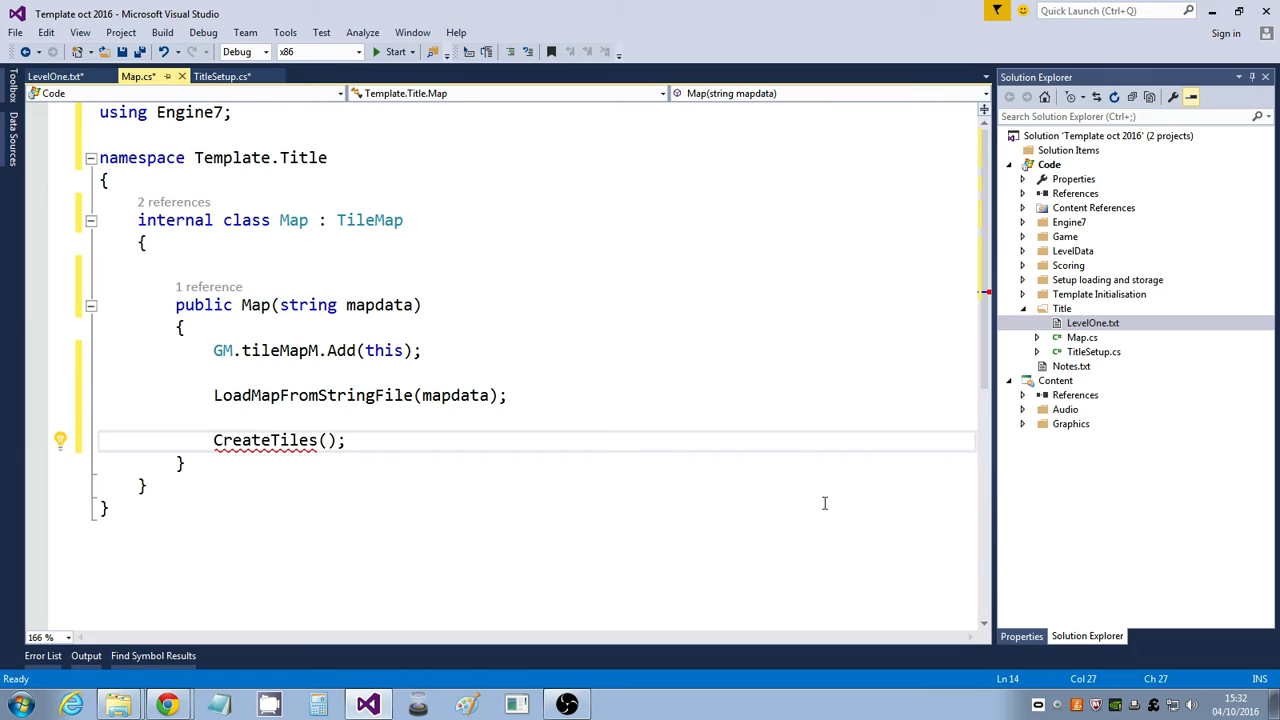 Template oct 2016 - Microsoft Visual Studio
Quick Launch (Ctrl+Q)
File Edit View Project Build Debug Team Tools Test Analyze Window Help
Sign in
Debug x86 Start
Toolbox
Data Sources
LevelOne.txt* Map.cs* TitleSetup.cs*
Code Template.Title.Map Map(string mapdata)
using Engine7;
namespace Template.Title
{
2 references
internal class Map : TileMap
{
1 reference
public Map(string mapdata)
{
GM.tileMapM.Add(this);
LoadMapFromStringFile(mapdata);
CreateTiles();
}
}
}
166 %
Solution Explorer
Search Solution Explorer (Ctrl+;)
Solution 'Template oct 2016' (2 projects)
Solution Items
Code
Properties
References
Content References
Engine7
Game
LevelData
Scoring
Setup loading and storage
Template Initialisation
Title
LevelOne.txt
Map.cs
TitleSetup.cs
Notes.txt
Content
References
Audio
Graphics
Properties Solution Explorer
Error List Output Find Symbol Results
Ready Ln 14 Col 27 Ch 27 INS
15:32
04/10/2016